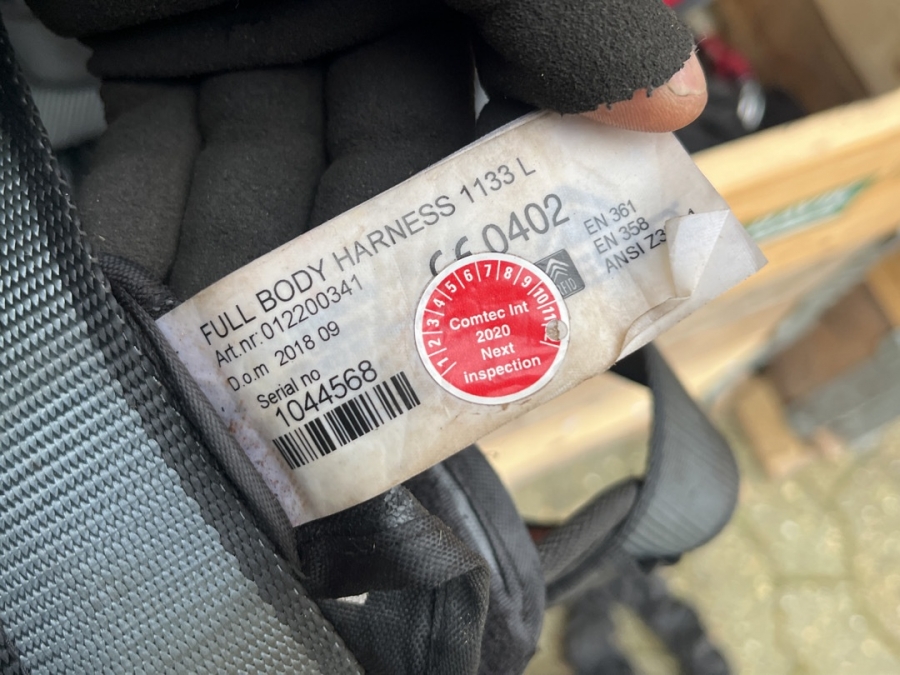 FULL BODY HARNESS 1133 L
Art.nr:012200341
D.o.m 2018 09
Serial no
1044568
CE 0402
EN 361
EN 358
ANSI
1 2 3 4 5 6 7 8 9 10 11
Comtec Int
2020
Next
inspection